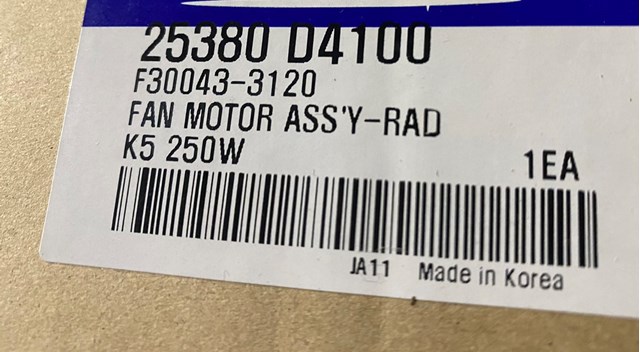 25380 D4100
F30043-3120
FAN MOTOR ASS'Y-RAD
K5 250W 1EA
JA11 Made in Korea